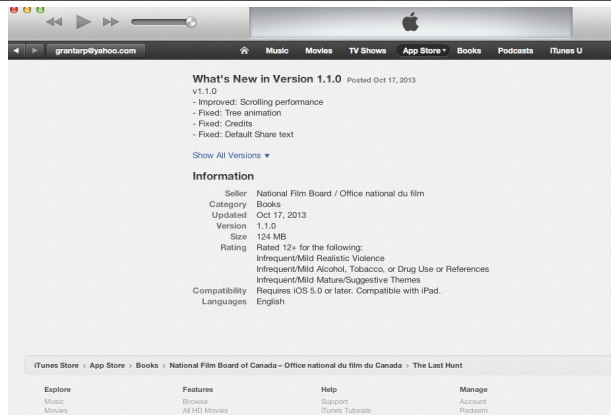 grantarp@yahoo.com
Music Movies TV Shows App Store Books Podcasts iTunes U
What's New in Version 1.1.0 Posted Oct 17, 2013
v1.1.0
- Improved: Scrolling performance
- Fixed: Tree animation
- Fixed: Credits
- Fixed: Default Share text
Show All Versions
Information
Seller National Film Board / Office national du film
Category Books
Updated Oct 17, 2013
Version 1.1.0
Size 124 MB
Rating Rated 12+ for the following:
Infrequent/Mild Realistic Violence
Infrequent/Mild Alcohol, Tobacco, or Drug Use or References
Infrequent/Mild Mature/Suggestive Themes
Compatibility Requires iOS 5.0 or later. Compatible with iPad.
Languages English
iTunes Store › App Store › Books › National Film Board of Canada – Office national du film du Canada › The Last Hunt
Explore Features Help Manage
Music Browse Support Account
Movies All HD Movies iTunes Tutorials Redeem